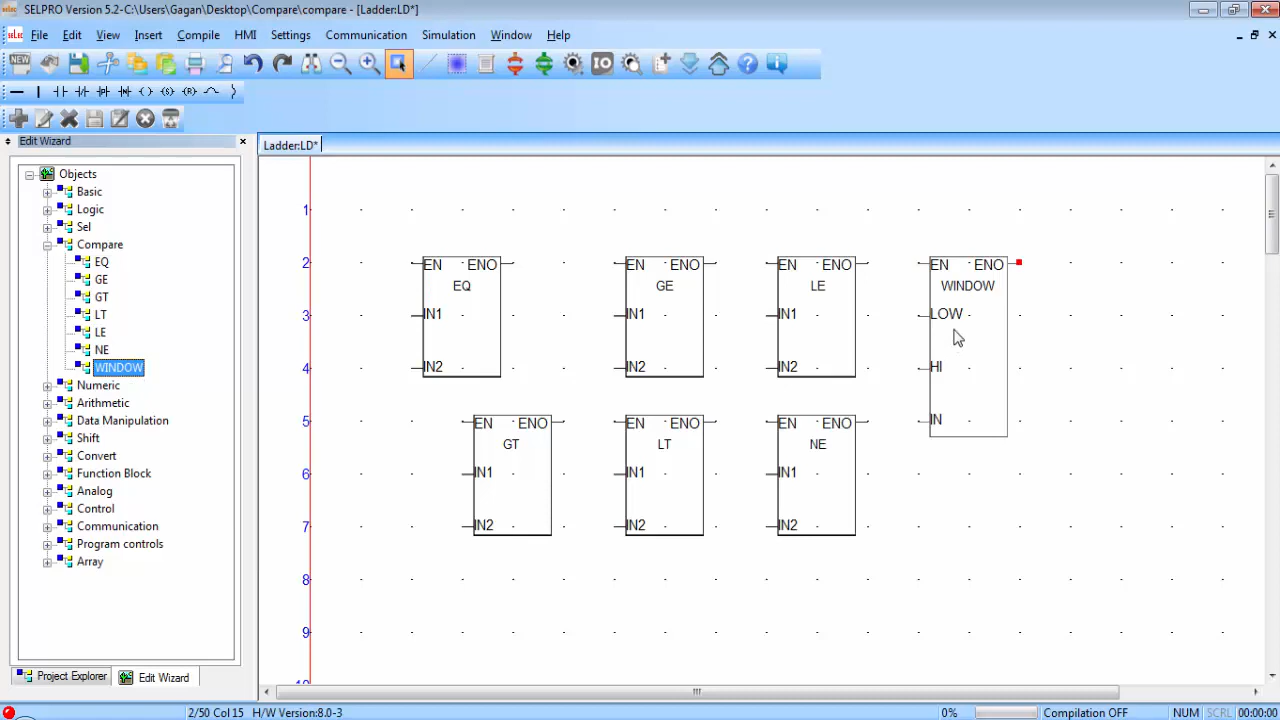 SELPRO Version 5.2-C:\Users\Gagan\Desktop\Compare\compare - [Ladder:LD*]
File Edit View Insert Compile HMI Settings Communication Simulation Window Help
NEW IO
Edit Wizard
Ladder:LD*
Objects
Basic
Logic
Sel
Compare
EQ
GE
GT
LT
LE
NE
WINDOW
Numeric
Arithmetic
Data Manipulation
Shift
Convert
Function Block
Analog
Control
Communication
Program controls
Array
Project Explorer Edit Wizard
1
2
3
4
5
6
7
8
9
10
EN ENO
EQ
IN1
IN2
EN ENO
GE
IN1
IN2
EN ENO
LE
IN1
IN2
EN ENO
WINDOW
LOW
HI
IN
EN ENO
GT
IN1
IN2
EN ENO
LT
IN1
IN2
EN ENO
NE
IN1
IN2
2/50 Col 15 H/W Version:8.0-3 0% Compilation OFF NUM SCRL 00:00:00